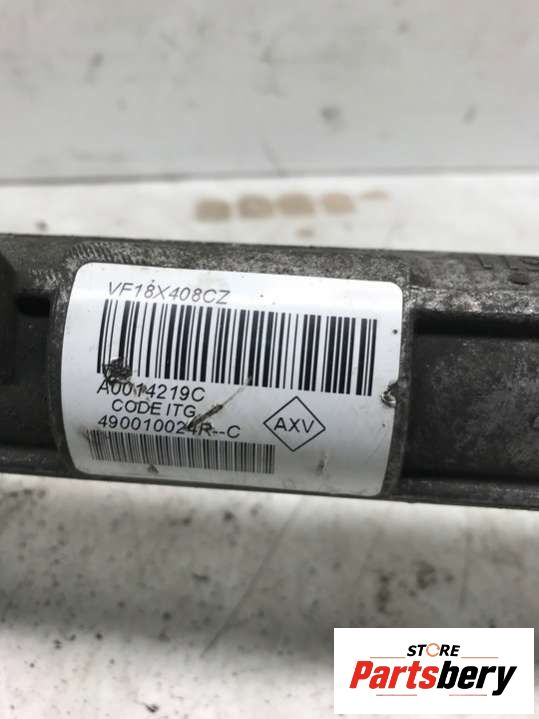 VF18X408CZ
A0014219C
CODE ITG
490010024R--C
AXV
STORE
Partsbery